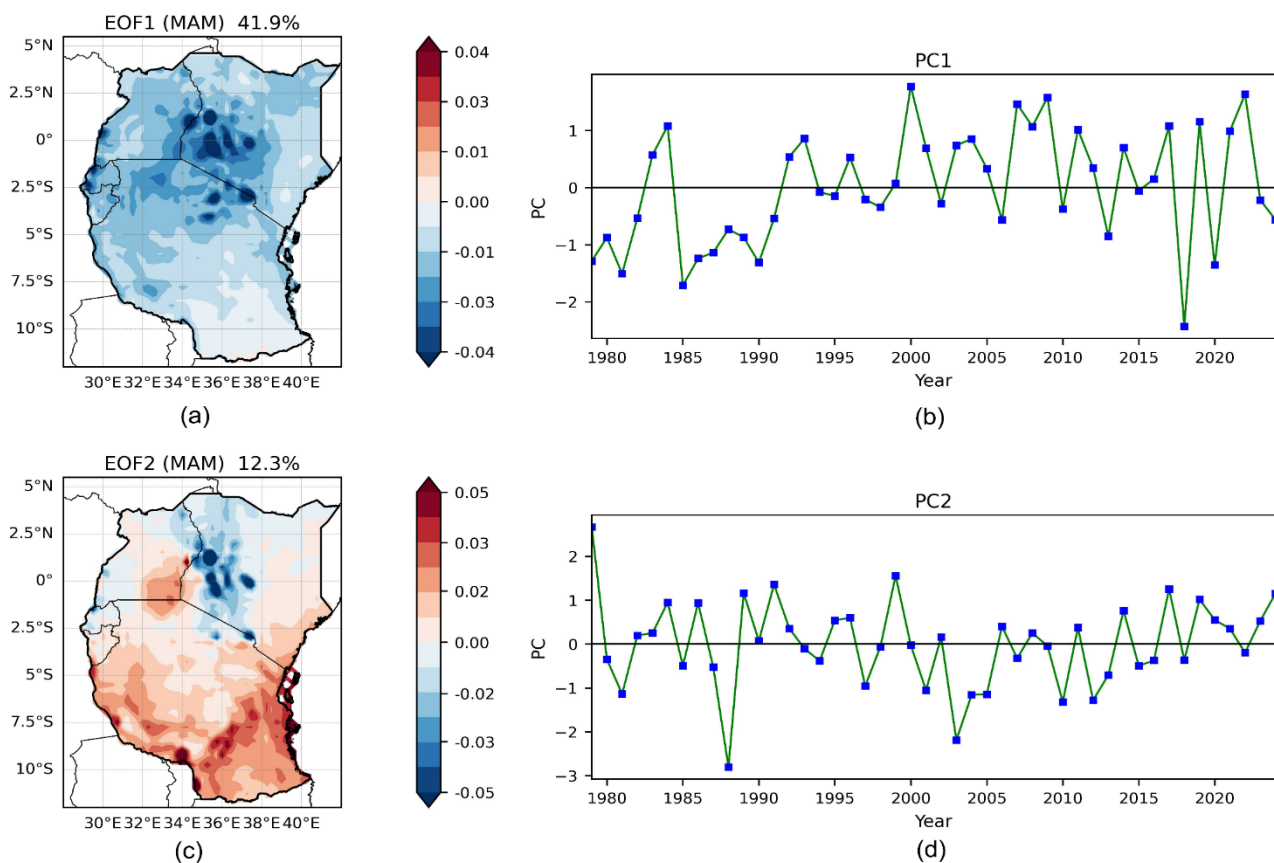 EOF1 (MAM) 41.9%
5°N
2.5°N
0°
2.5°S
5°S
7.5°S
10°S
30°E 32°E 34°E 36°E 38°E 40°E
0.04
0.03
0.01
0.00
-0.01
-0.03
-0.04
(a)
PC1
PC
1
0
-1
-2
1980 1985 1990 1995 2000 2005 2010 2015 2020
Year
(b)
EOF2 (MAM) 12.3%
5°N
2.5°N
0°
2.5°S
5°S
7.5°S
10°S
30°E 32°E 34°E 36°E 38°E 40°E
0.05
0.03
0.02
0.00
-0.02
-0.03
-0.05
(c)
PC2
PC
2
1
0
-1
-2
-3
1980 1985 1990 1995 2000 2005 2010 2015 2020
Year
(d)